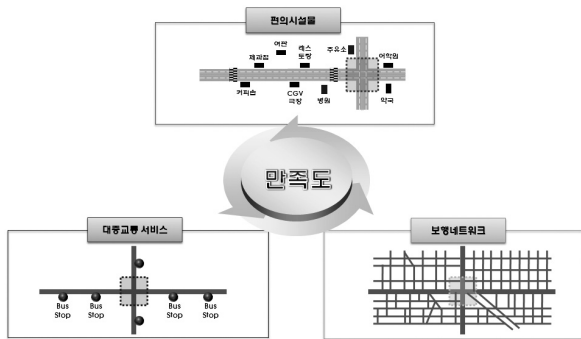 편의시설물
여관
제과점
레스
토랑
주유소
어학원
커피숍
CGV
극장
병원
약국
만족도
대중교통 서비스
보행네트워크
Bus
Stop
Bus
Stop
Bus
Stop
Bus
Stop